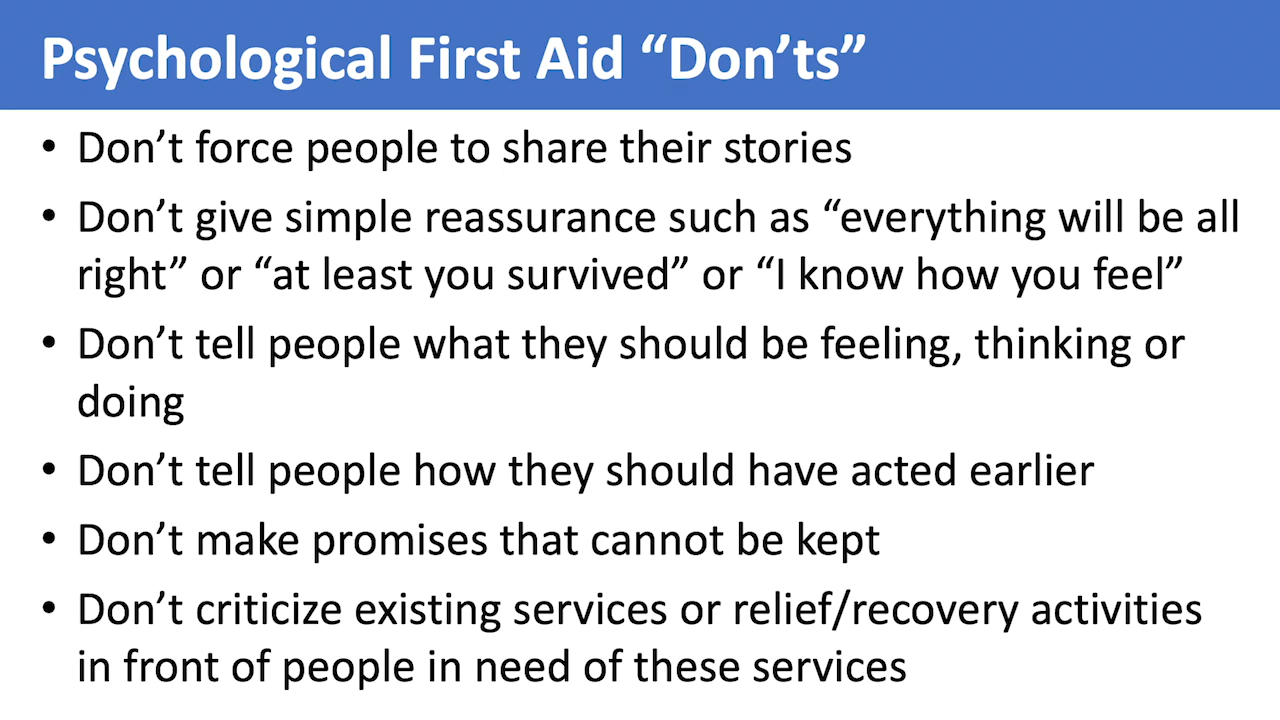 Psychological First Aid “Don’ts”
• Don’t force people to share their stories
• Don’t give simple reassurance such as “everything will be all
right” or “at least you survived” or “I know how you feel”
• Don’t tell people what they should be feeling, thinking or
doing
• Don’t tell people how they should have acted earlier
• Don’t make promises that cannot be kept
• Don’t criticize existing services or relief/recovery activities
in front of people in need of these services